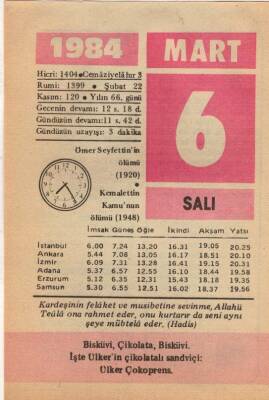 1984 MART
Hicri: 1404 • Cemâziyelâhır 3
Rumî: 1399 • Şubat 22
Kasım: 120 • Yılın 66. günü
Gecenin devamı: 12 s. 18 d.
Gündüzün devamı: 11 s. 42 d.
Gündüzün uzayışı: 3 dakika
6
SALI
Ömer Seyfettin'in
ölümü
(1920)
•
Kemalettin
Kamu'nun
ölümü (1948)
İmsak Güneş Öğle İkindi Akşam Yatsı
İstanbul 6.00 7.24 13.20 16.31 19.05 20.25
Ankara 5.44 7.08 13.05 16.17 18.51 20.10
İzmir 6.09 7.31 13.28 16.41 19.15 20.31
Adana 5.37 6.57 12.55 16.10 18.44 19.58
Erzurum 5.12 6.35 12.31 15.43 18.18 19.35
Samsun 5.30 6.55 12.51 16.02 18.37 19.56
Kardeşinin felâket ve musibetine sevinme, Allahü
Teâlâ ona rahmet eder, onu kurtarır da seni aynı
şeye mübtelâ eder. (Hadis)
Bisküvi, Çikolata, Bisküvi.
İşte Ülker'in çikolatalı sandviçi:
Ülker Çokoprens.